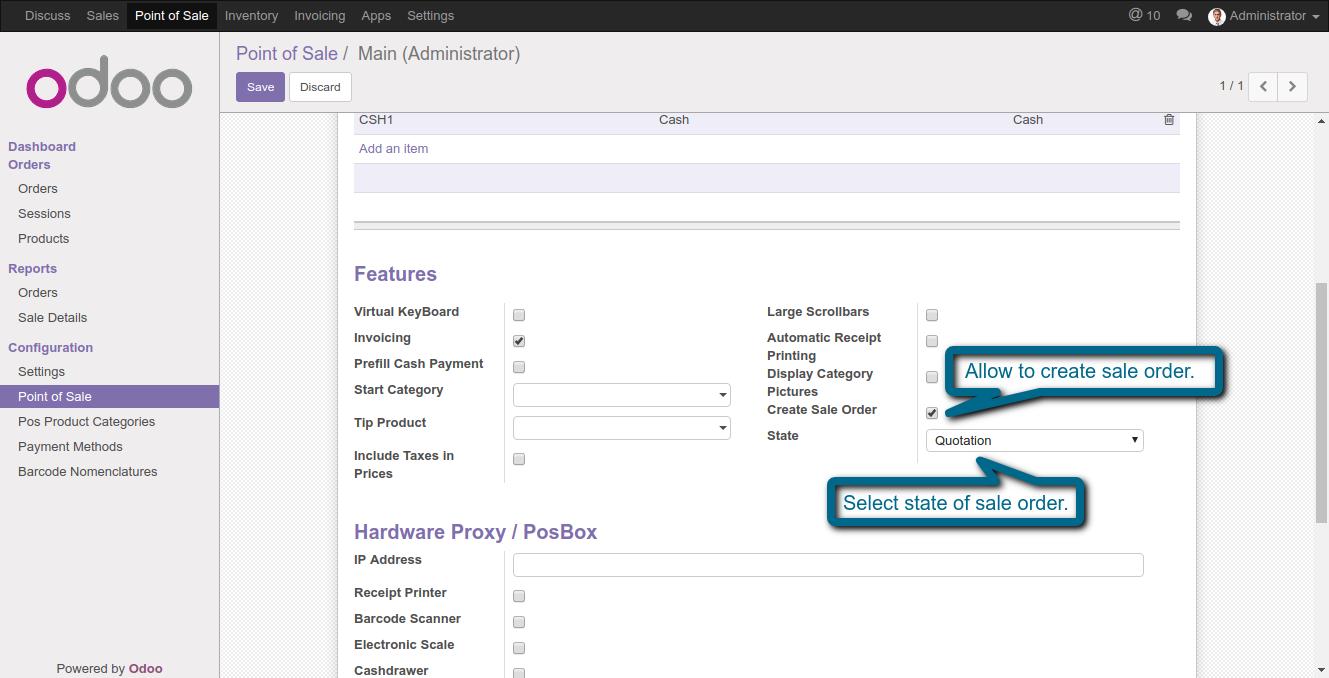 Discuss Sales Point of Sale Inventory Invoicing Apps Settings @ 10 Administrator
odoo
Point of Sale / Main (Administrator)
Save Discard 1 / 1
Dashboard
Orders
Orders
Sessions
Products
Reports
Orders
Sale Details
Configuration
Settings
Point of Sale
Pos Product Categories
Payment Methods
Barcode Nomenclatures
Powered by Odoo
CSH1 Cash Cash
Add an item
Features
Virtual KeyBoard
Invoicing
Prefill Cash Payment
Start Category
Tip Product
Include Taxes in
Prices
Large Scrollbars
Automatic Receipt
Printing
Display Category
Pictures
Create Sale Order
State Quotation
Allow to create sale order.
Select state of sale order.
Hardware Proxy / PosBox
IP Address
Receipt Printer
Barcode Scanner
Electronic Scale
Cashdrawer